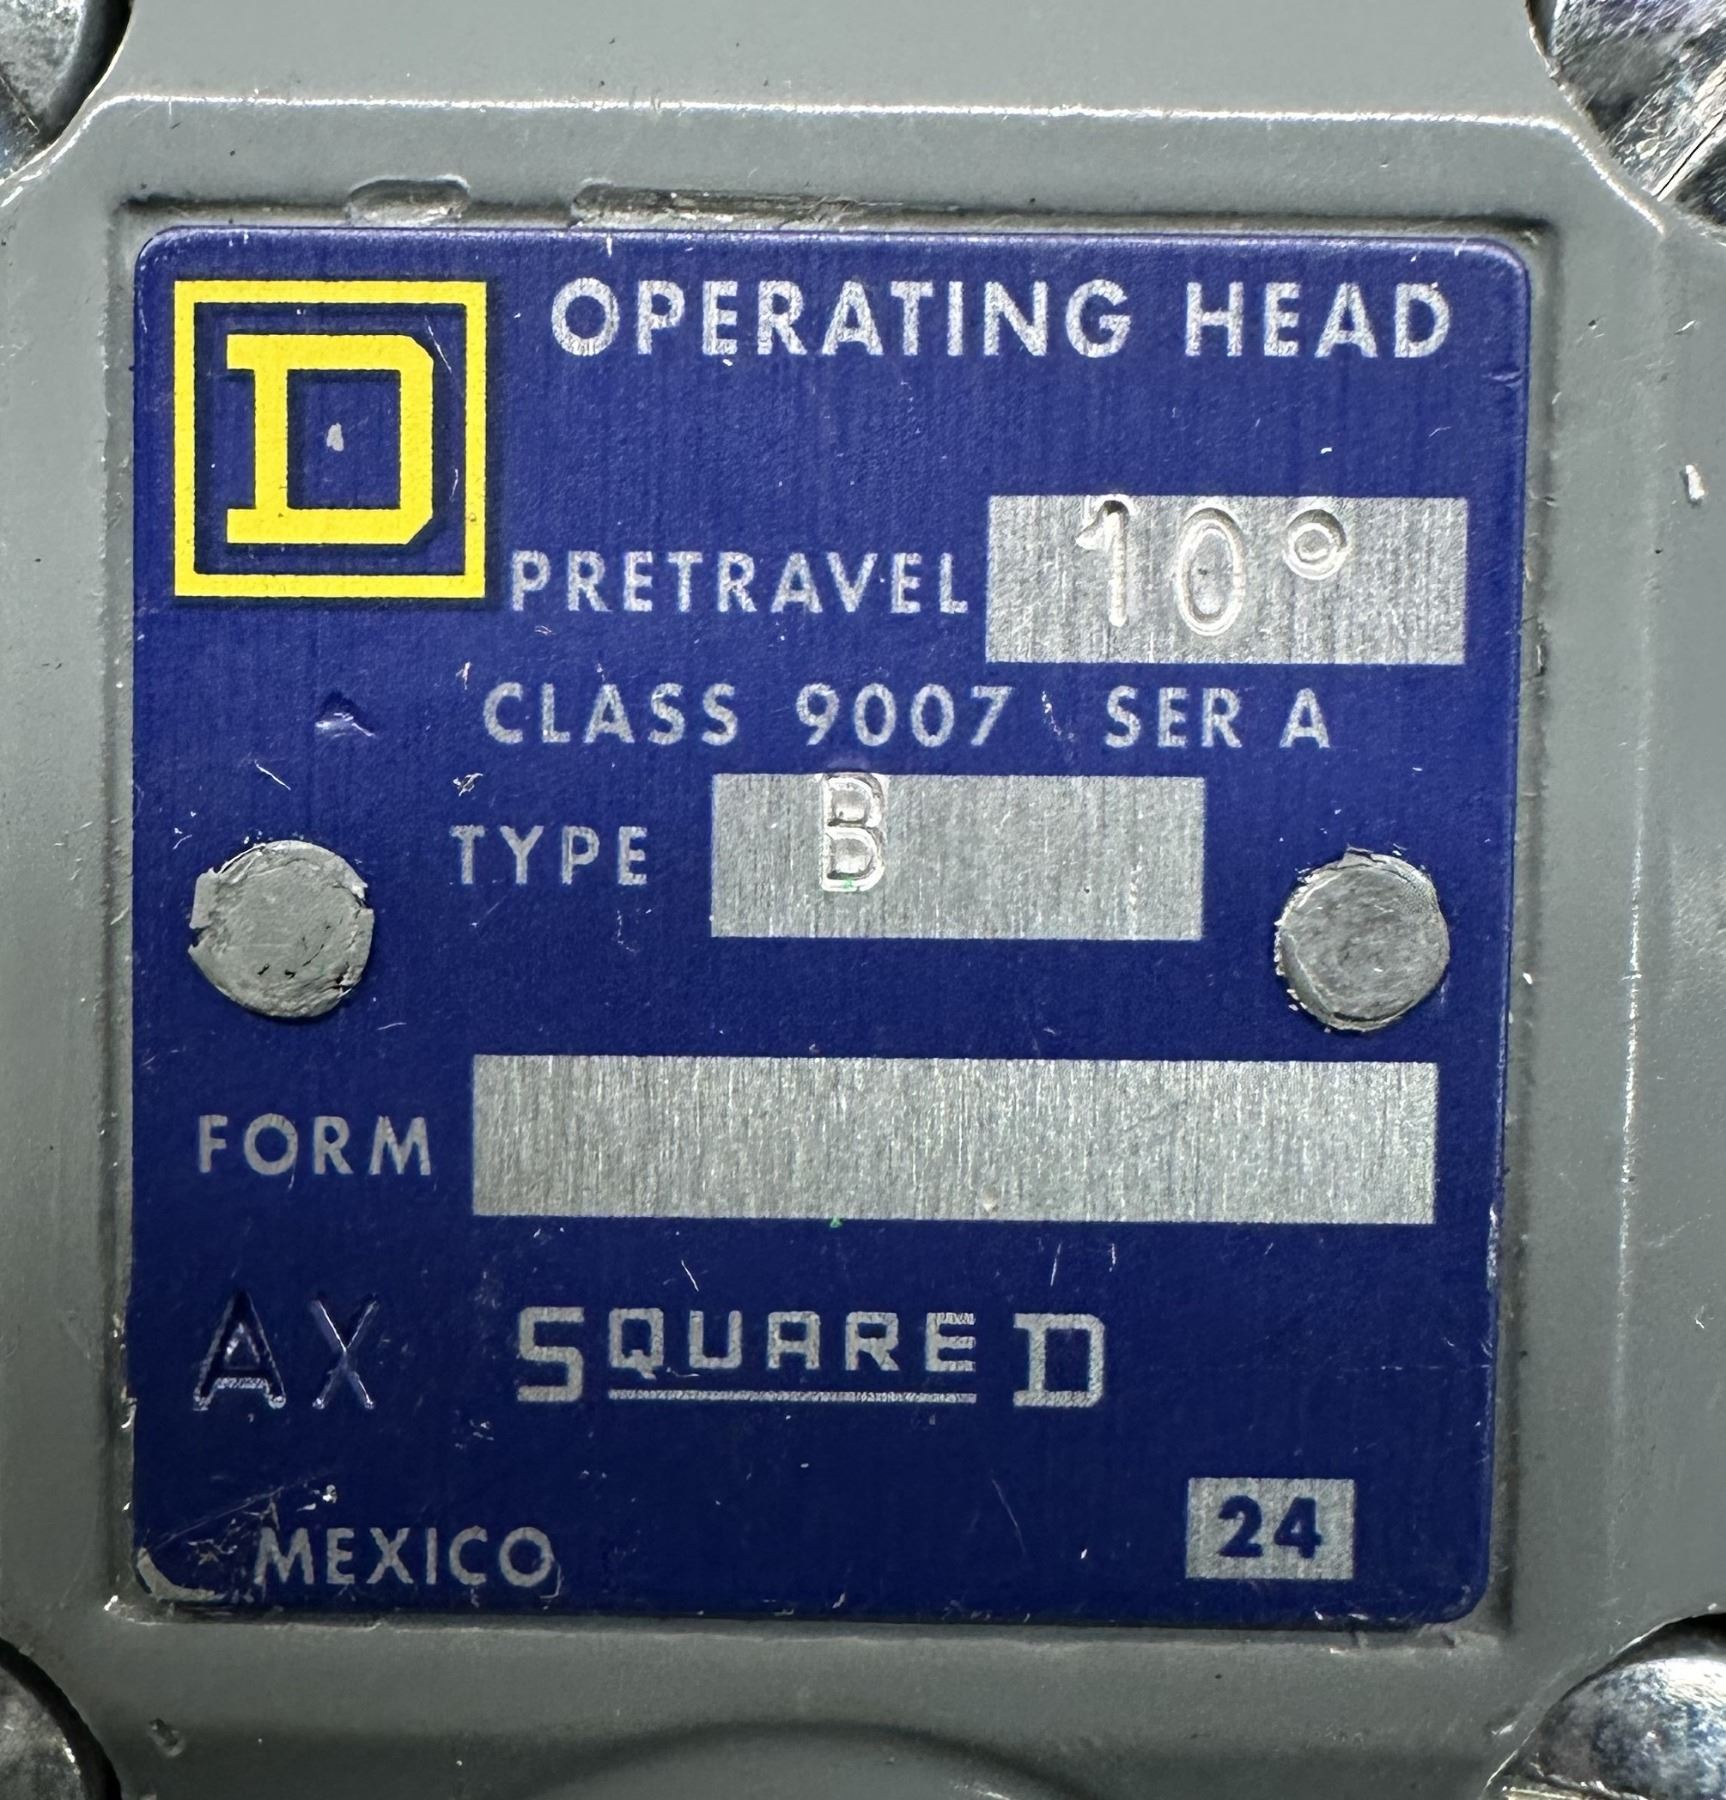 D
OPERATING HEAD
PRETRAVEL 10°
CLASS 9007 SER A
TYPE B
FORM
AX SQUARE D
MEXICO 24